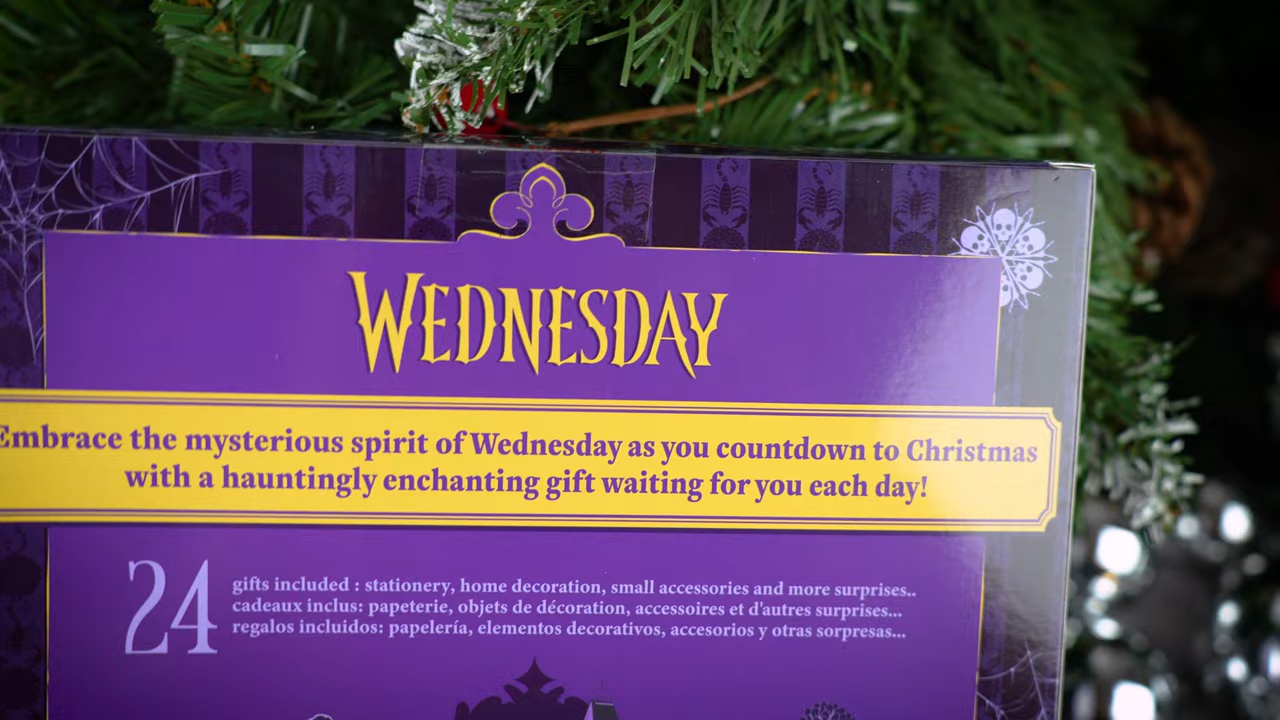 WEDNESDAY
Embrace the mysterious spirit of Wednesday as you countdown to Christmas
with a hauntingly enchanting gift waiting for you each day!
24
gifts included : stationery, home decoration, small accessories and more surprises..
cadeaux inclus: papeterie, objets de décoration, accessoires et d'autres surprises...
regalos incluidos: papelería, elementos decorativos, accesorios y otras sorpresas...